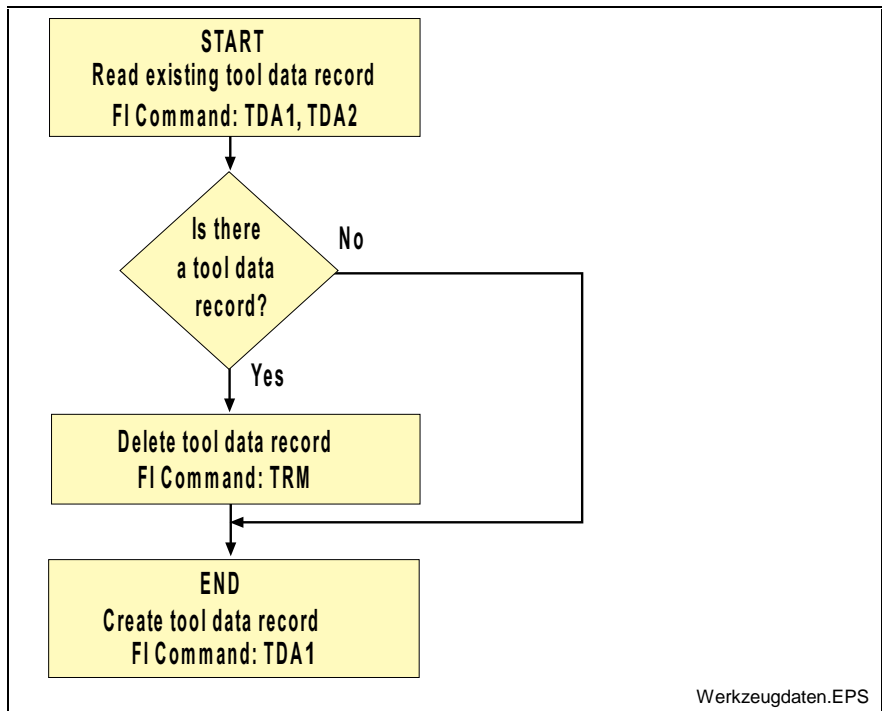 START
Read existing tool data record
FI Command: TDA1, TDA2
Is there
a tool data
record?
No
Yes
Delete tool data record
FI Command: TRM
END
Create tool data record
FI Command: TDA1
Werkzeugdaten.EPS